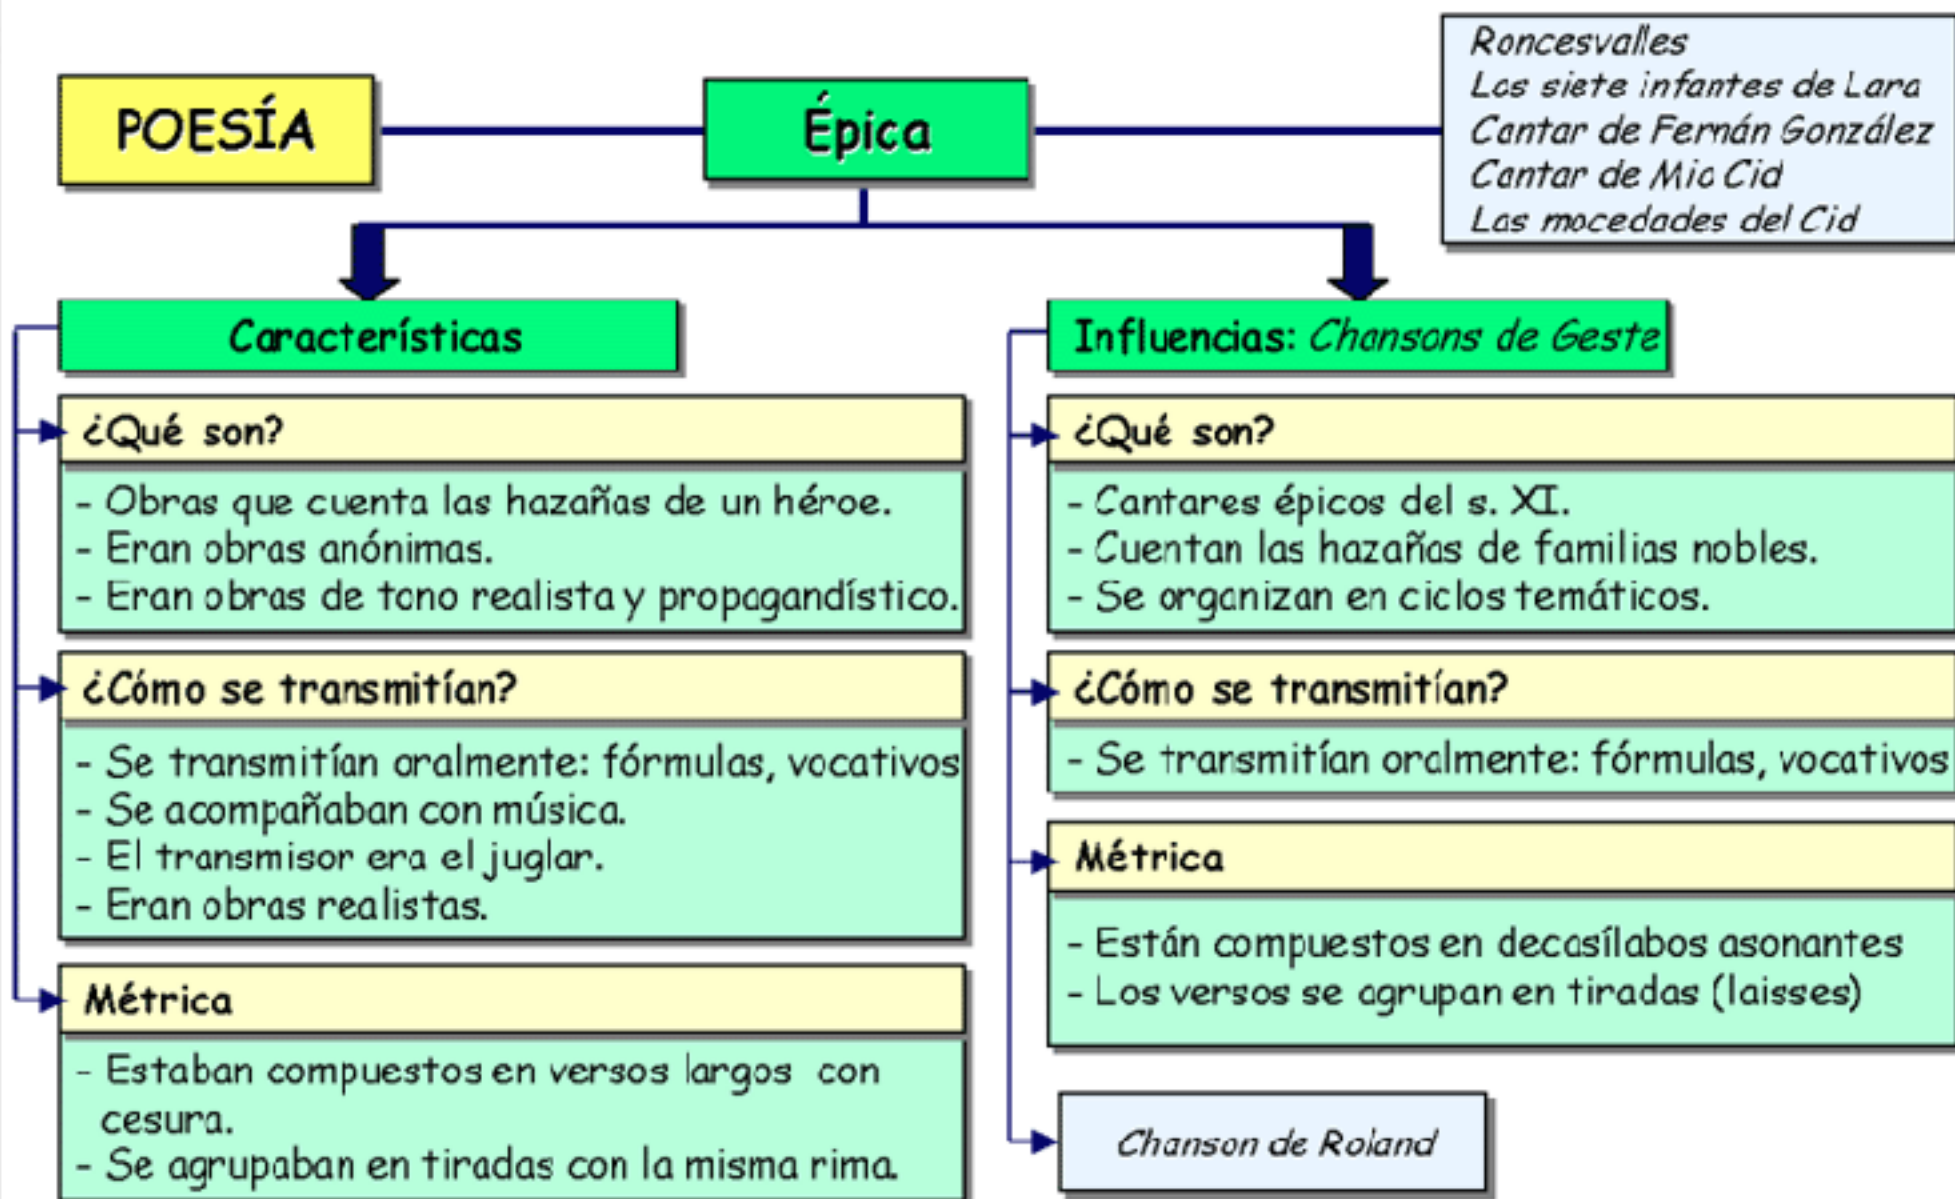 POESÍA
Épica
Roncesvalles
Los siete infantes de Lara
Cantar de Fernán González
Cantar de Mio Cid
Las mocedades del Cid
Características
¿Qué son?
- Obras que cuenta las hazañas de un héroe.
- Eran obras anónimas.
- Eran obras de tono realista y propagandístico.
¿Cómo se transmitían?
- Se transmitían oralmente: fórmulas, vocativos
- Se acompañaban con música.
- El transmisor era el juglar.
- Eran obras realistas.
Métrica
- Estaban compuestos en versos largos con
cesura.
- Se agrupaban en tiradas con la misma rima.
Influencias: Chansons de Geste
¿Qué son?
- Cantares épicos del s. XI.
- Cuentan las hazañas de familias nobles.
- Se organizan en ciclos temáticos.
¿Cómo se transmitían?
- Se transmitían oralmente: fórmulas, vocativos
Métrica
- Están compuestos en decasílabos asonantes
- Los versos se agrupan en tiradas (laisses)
Chanson de Roland